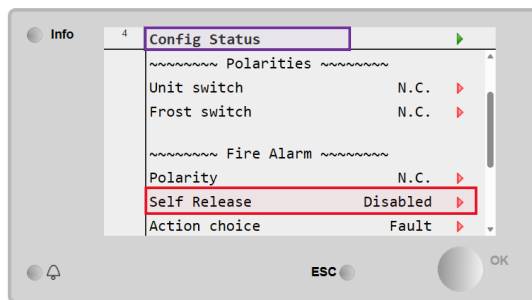 Info
4 Config Status
~~~~~~~~ Polarities ~~~~~~~~
Unit switch N.C.
Frost switch N.C.
~~~~~~~ Fire Alarm ~~~~~~~
Polarity N.C.
Self Release Disabled
Action choice Fault
ESC
OK